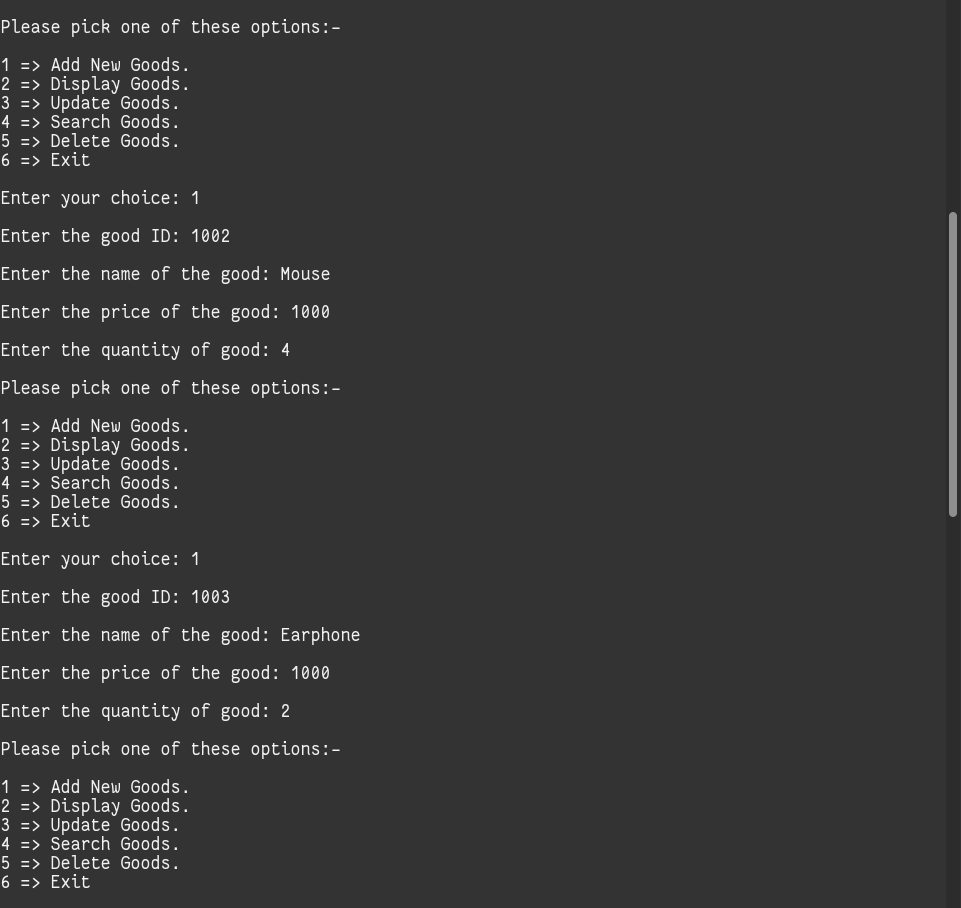 Please pick one of these options:-
1 => Add New Goods.
2 => Display Goods.
3 => Update Goods.
4 => Search Goods.
5 => Delete Goods.
6 => Exit
Enter your choice: 1
Enter the good ID: 1002
Enter the name of the good: Mouse
Enter the price of the good: 1000
Enter the quantity of good: 4
Please pick one of these options:-
1 => Add New Goods.
2 => Display Goods.
3 => Update Goods.
4 => Search Goods.
5 => Delete Goods.
6 => Exit
Enter your choice: 1
Enter the good ID: 1003
Enter the name of the good: Earphone
Enter the price of the good: 1000
Enter the quantity of good: 2
Please pick one of these options:-
1 => Add New Goods.
2 => Display Goods.
3 => Update Goods.
4 => Search Goods.
5 => Delete Goods.
6 => Exit